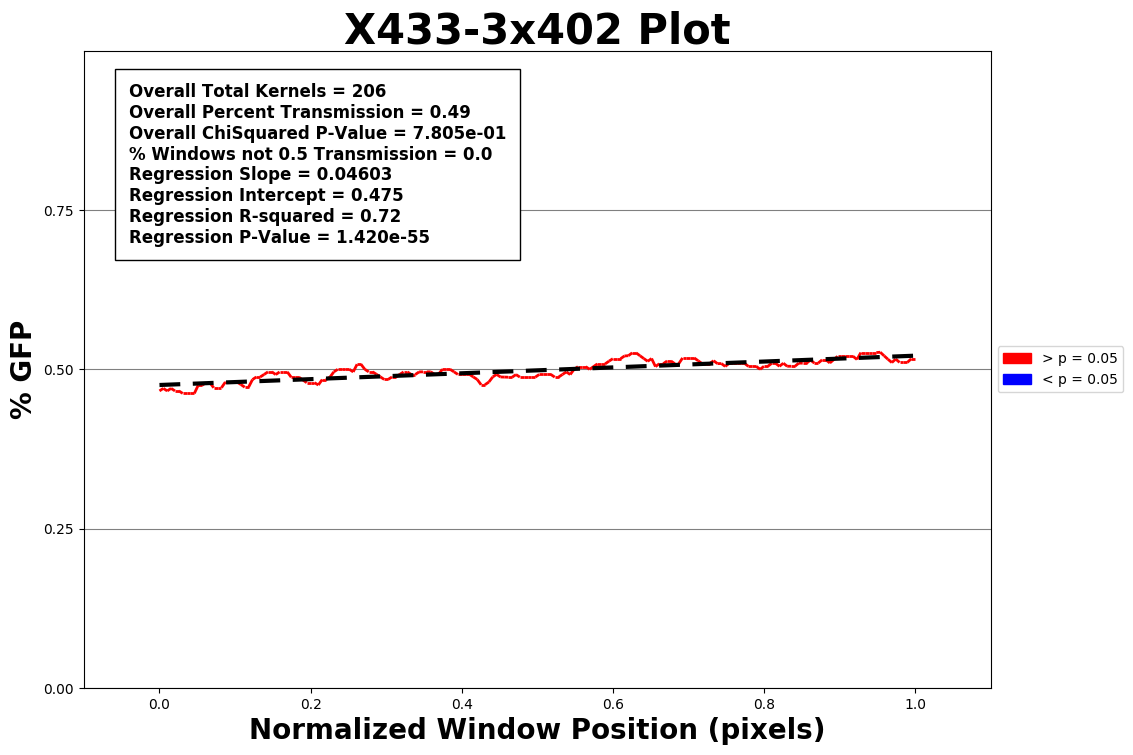 X433-3x402 Plot
Overall Total Kernels = 206
Overall Percent Transmission = 0.49
Overall ChiSquared P-Value = 7.805e-01
% Windows not 0.5 Transmission = 0.0
Regression Slope = 0.04603
Regression Intercept = 0.475
Regression R-squared = 0.72
Regression P-Value = 1.420e-55
% GFP
0.75
0.50
0.25
0.00
> p = 0.05
< p = 0.05
0.0 0.2 0.4 0.6 0.8 1.0
Normalized Window Position (pixels)